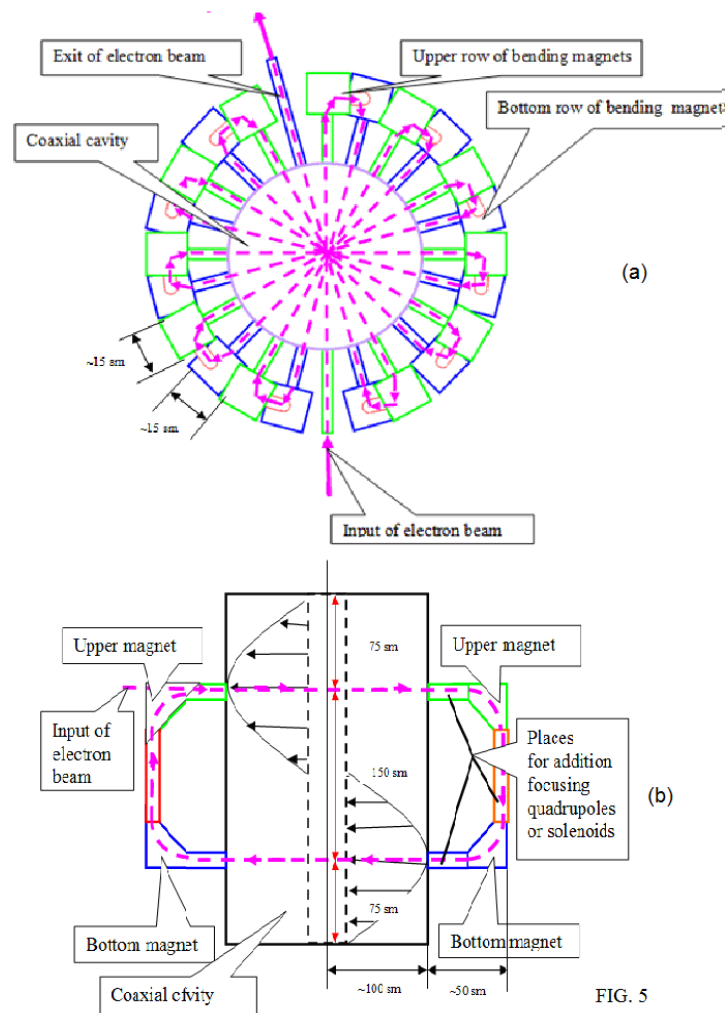 Exit of electron beam
Upper row of bending magnets
Bottom row of bending magnet
Coaxial cavity
(a)
~15 sm
~15 sm
Input of electron beam
Upper magnet
75 sm
Upper magnet
Input of
electron
beam
Places
for addition
focusing
quadrupoles
or solenoids
150 sm
(b)
75 sm
Bottom magnet
Bottom magnet
Coaxial cfvity
~100 sm
~50 sm
FIG. 5